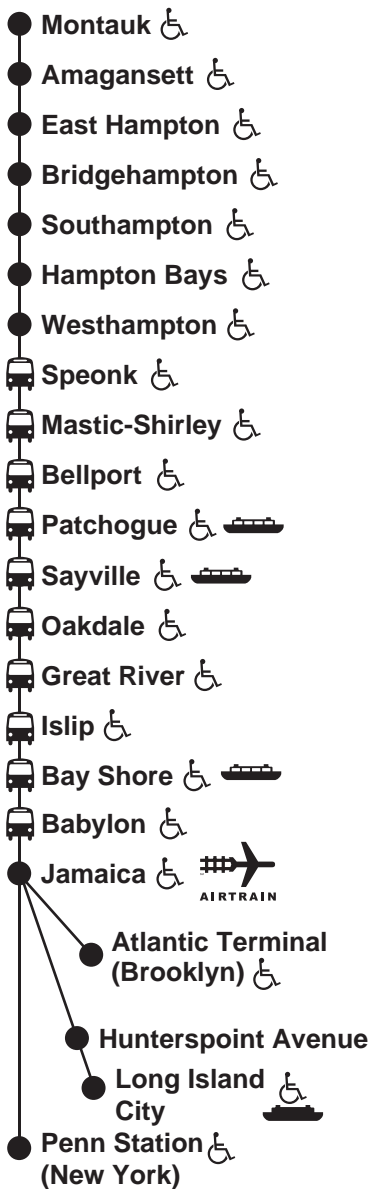 Montauk
Amagansett
East Hampton
Bridgehampton
Southampton
Hampton Bays
Westhampton
Speonk
Mastic-Shirley
Bellport
Patchogue
Sayville
Oakdale
Great River
Islip
Bay Shore
Babylon
Jamaica
AIRTRAIN
Atlantic Terminal
(Brooklyn)
Hunterspoint Avenue
Long Island
City
Penn Station
(New York)